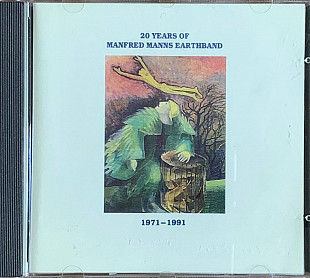 20 YEARS OF
MANFRED MANNS EARTHBAND
1971-1991